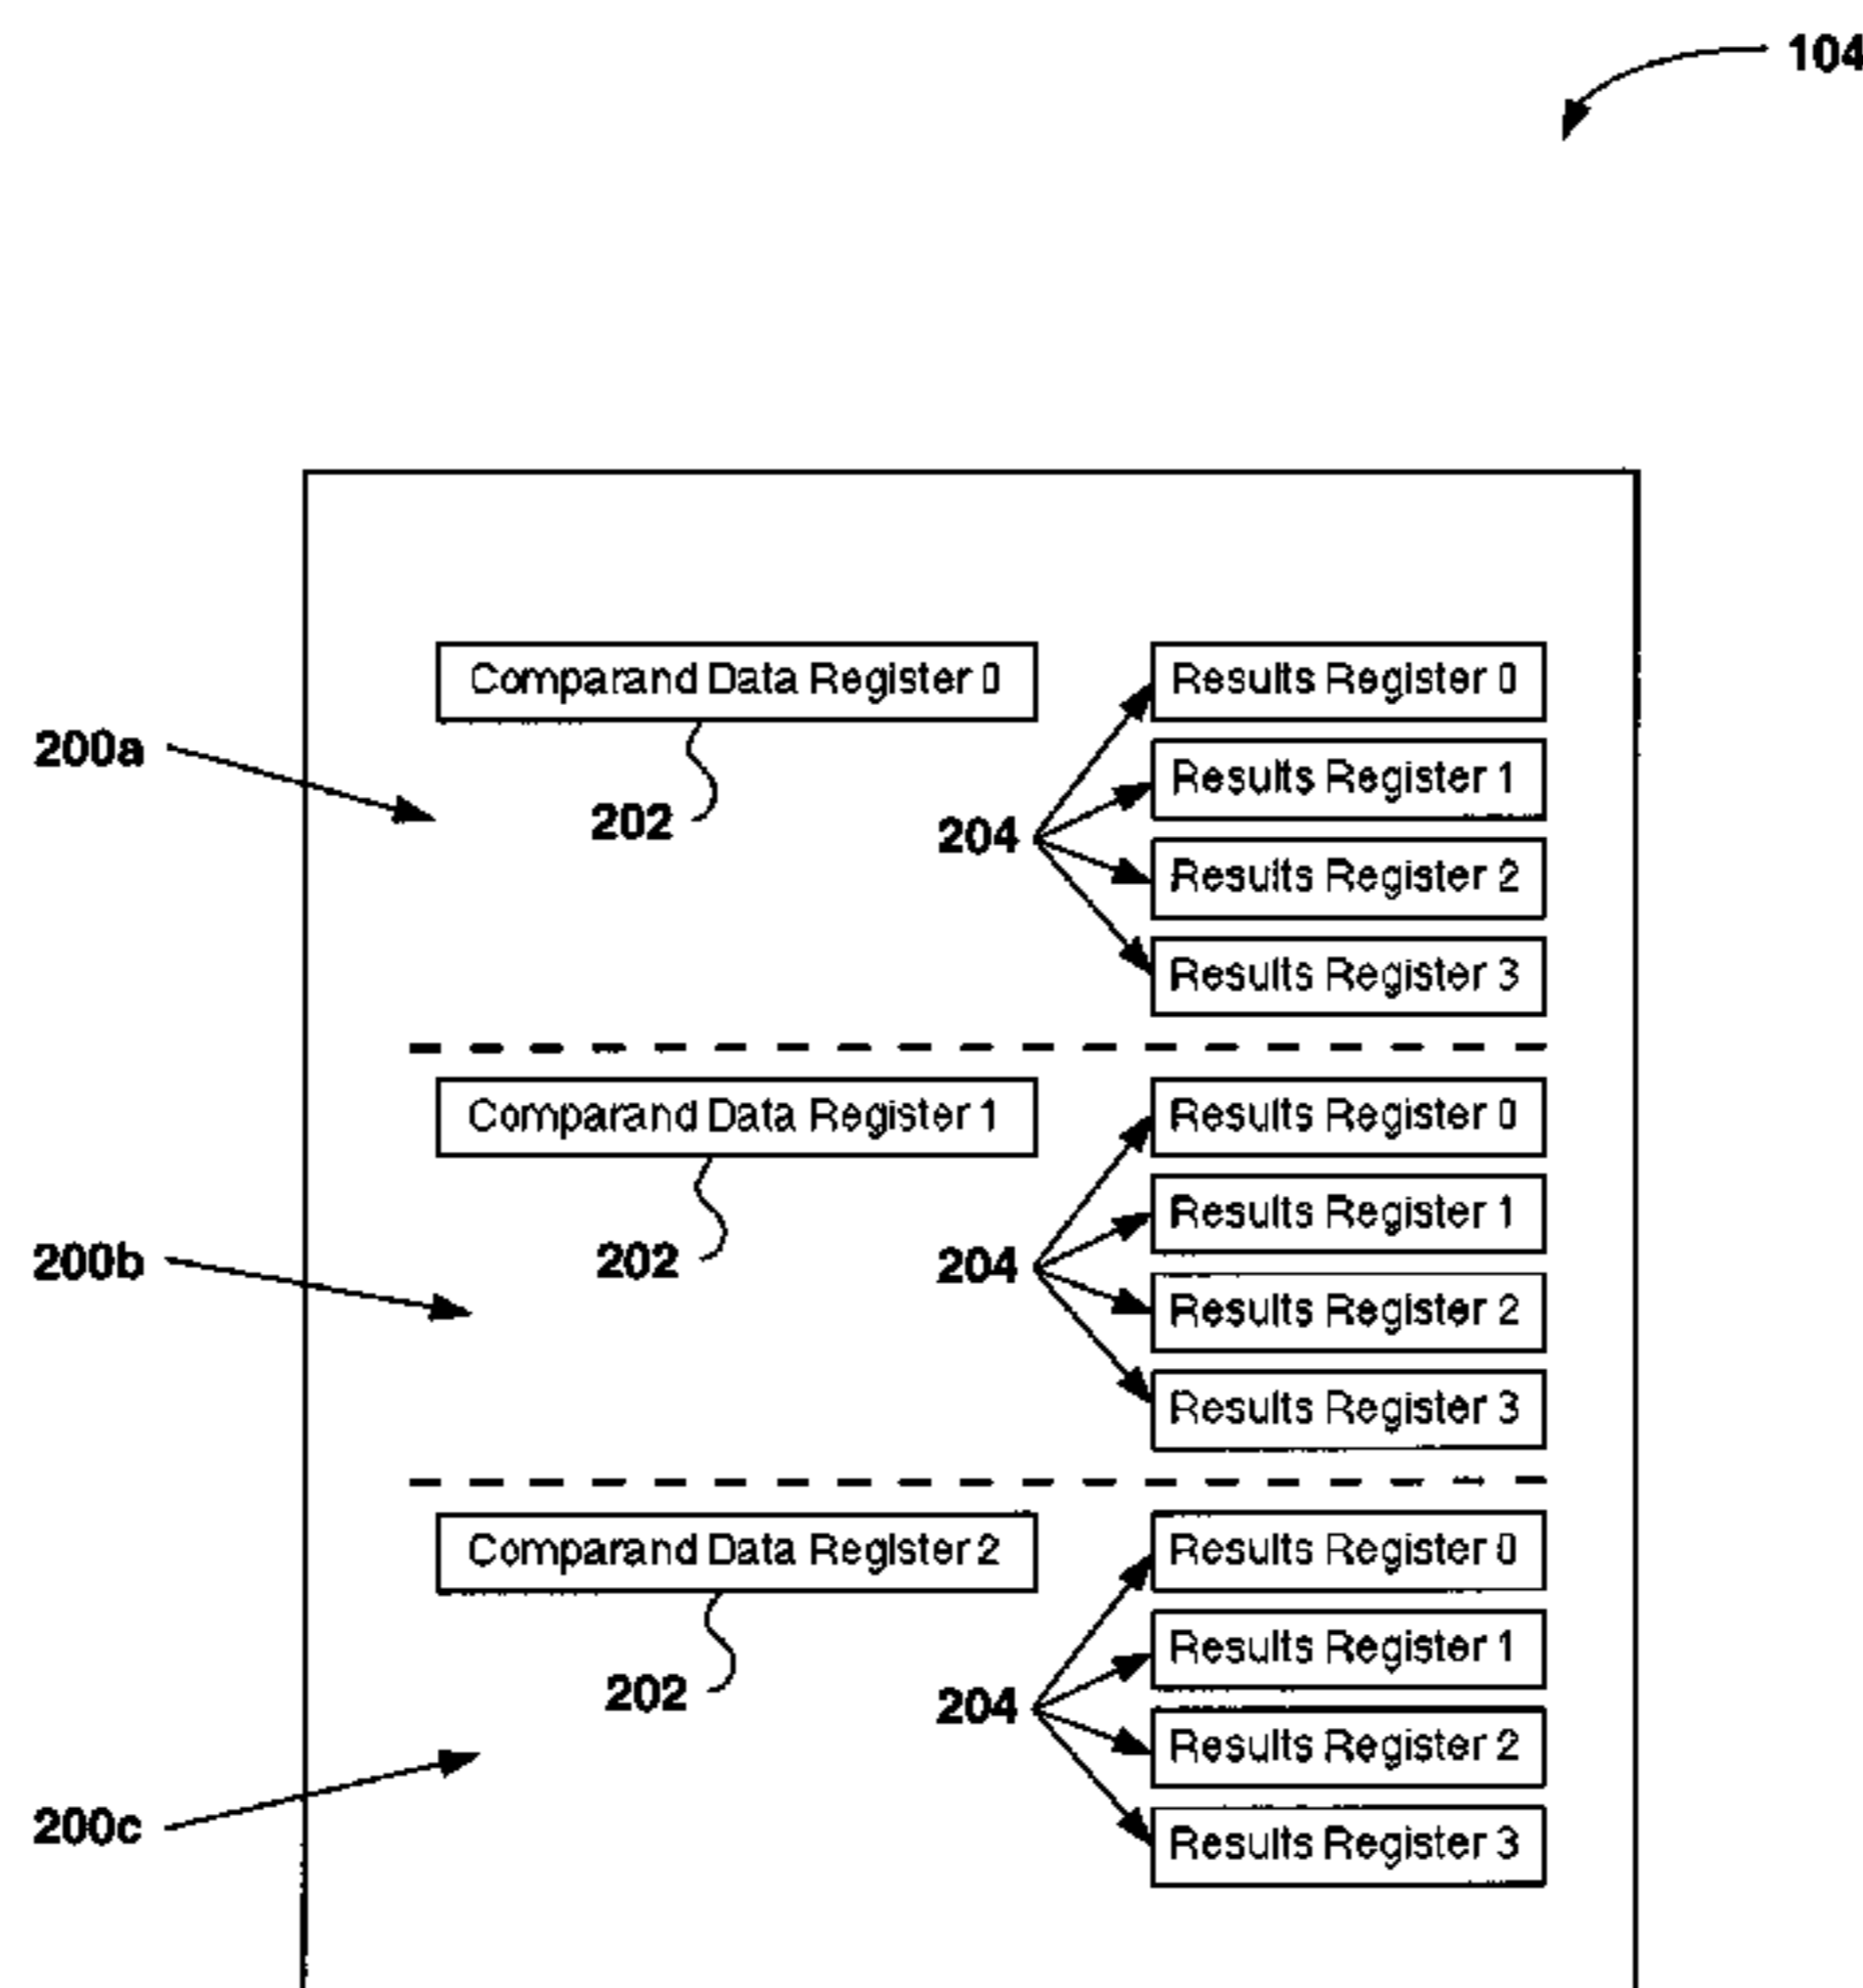 104
Comparand Data Register 0
Results Register 0
200a
Results Register 1
202
204
Results Register 2
Results Register 3
Comparand Data Register 1
Results Register 0
Results Register 1
200b
202
204
Results Register 2
Results Register 3
Comparand Data Register 2
Results Register 0
Results Register 1
202
204
Results Register 2
200c
Results Register 3